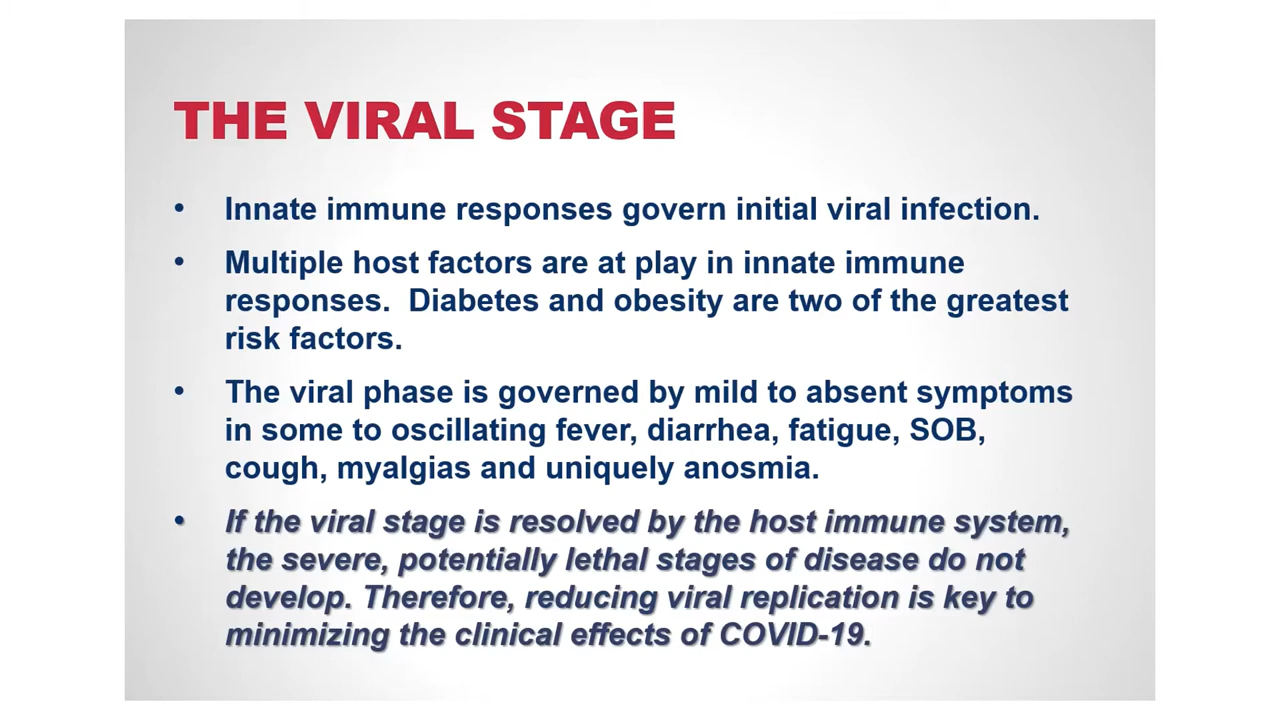 THE VIRAL STAGE
• Innate immune responses govern initial viral infection.
• Multiple host factors are at play in innate immune
responses.  Diabetes and obesity are two of the greatest
risk factors.
• The viral phase is governed by mild to absent symptoms
in some to oscillating fever, diarrhea, fatigue, SOB,
cough, myalgias and uniquely anosmia.
• If the viral stage is resolved by the host immune system,
the severe, potentially lethal stages of disease do not
develop. Therefore, reducing viral replication is key to
minimizing the clinical effects of COVID-19.